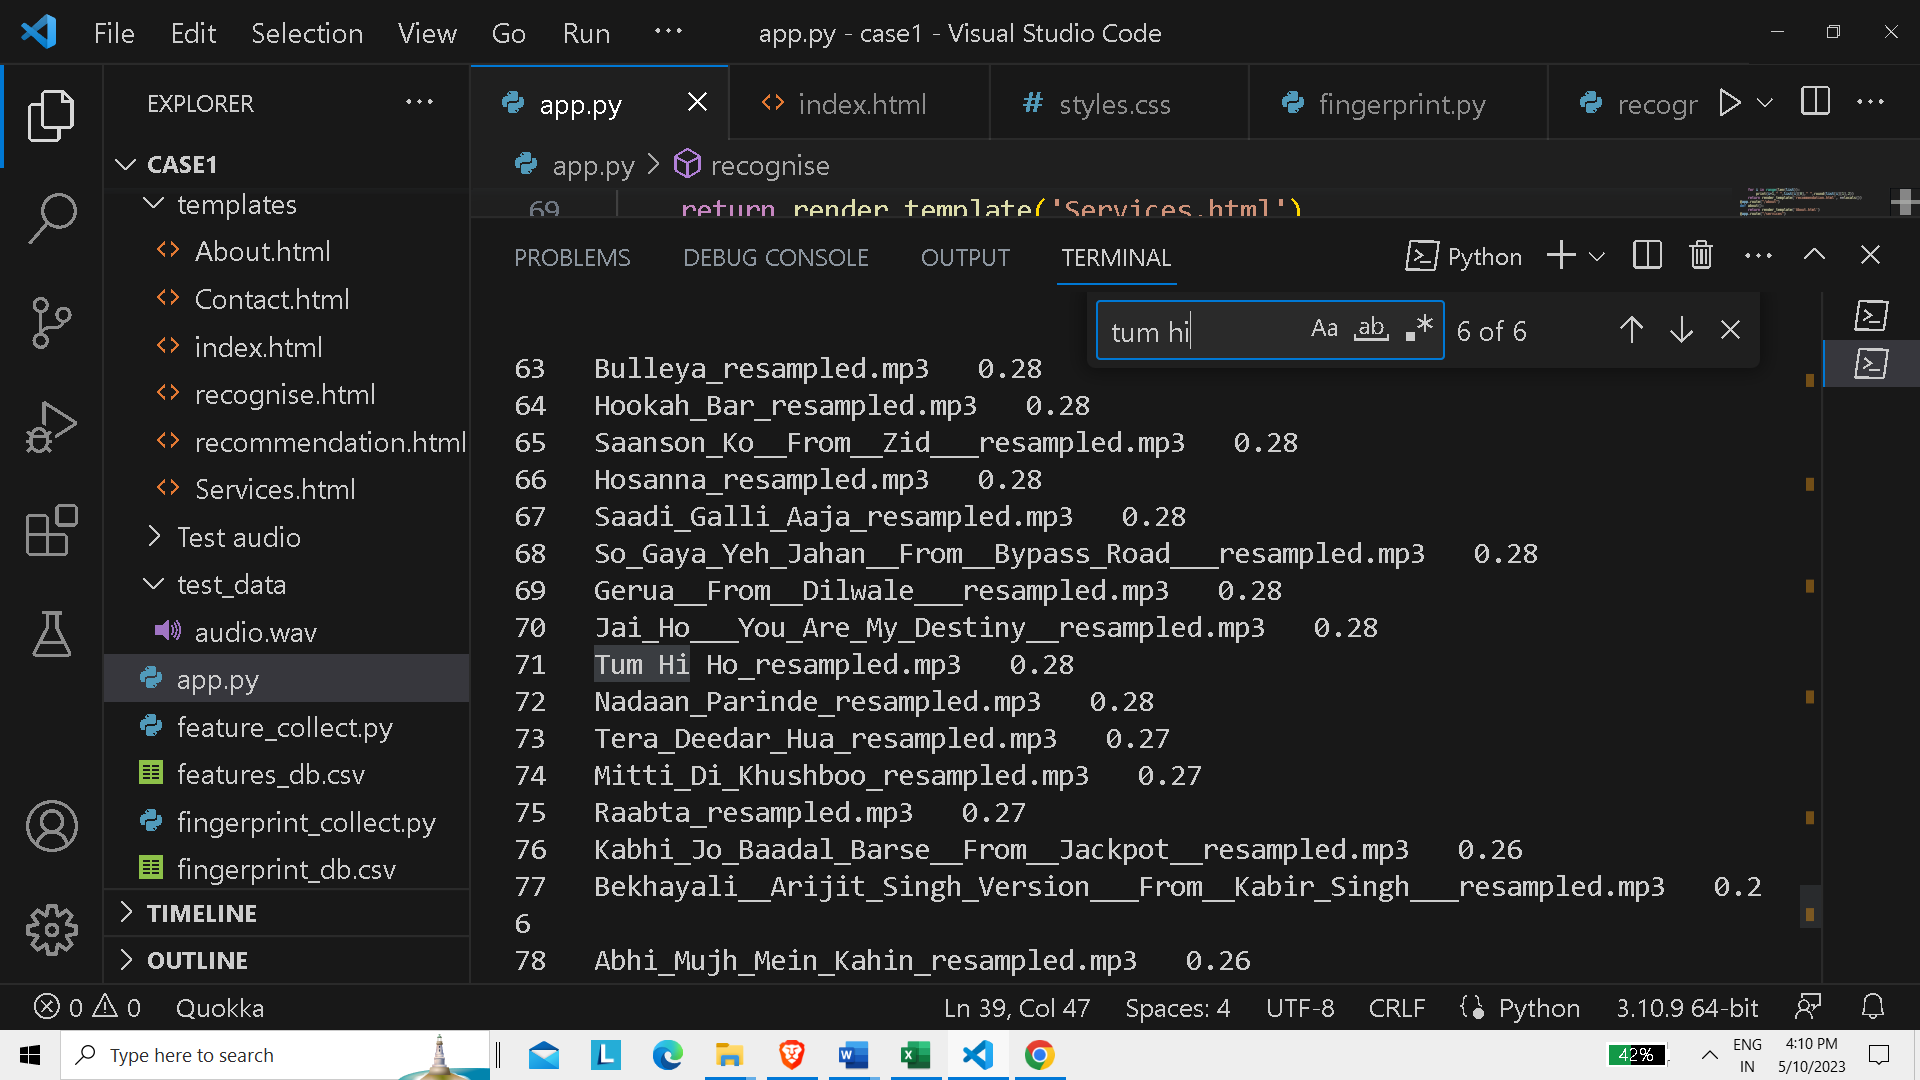 File Edit Selection View Go Run ··· app.py - case1 - Visual Studio Code
EXPLORER ···
app.py index.html # styles.css fingerprint.py recogr
CASE1
app.py > recognise
templates
69 return render_template('Services.html')
About.html
Contact.html
index.html
recognise.html
recommendation.html
Services.html
Test audio
test_data
audio.wav
app.py
feature_collect.py
features_db.csv
fingerprint_collect.py
fingerprint_db.csv
TIMELINE
OUTLINE
PROBLEMS DEBUG CONSOLE OUTPUT TERMINAL Python
tum hi Aa ab .* 6 of 6
63 Bulleya_resampled.mp3 0.28
64 Hookah_Bar_resampled.mp3 0.28
65 Saanson_Ko__From__Zid___resampled.mp3 0.28
66 Hosanna_resampled.mp3 0.28
67 Saadi_Galli_Aaja_resampled.mp3 0.28
68 So_Gaya_Yeh_Jahan__From__Bypass_Road___resampled.mp3 0.28
69 Gerua__From__Dilwale___resampled.mp3 0.28
70 Jai_Ho___You_Are_My_Destiny__resampled.mp3 0.28
71 Tum Hi Ho_resampled.mp3 0.28
72 Nadaan_Parinde_resampled.mp3 0.28
73 Tera_Deedar_Hua_resampled.mp3 0.27
74 Mitti_Di_Khushboo_resampled.mp3 0.27
75 Raabta_resampled.mp3 0.27
76 Kabhi_Jo_Baadal_Barse__From__Jackpot__resampled.mp3 0.26
77 Bekhayali__Arijit_Singh_Version___From__Kabir_Singh___resampled.mp3 0.2
6
78 Abhi_Mujh_Mein_Kahin_resampled.mp3 0.26
0 0 Quokka Ln 39, Col 47 Spaces: 4 UTF-8 CRLF Python 3.10.9 64-bit
Type here to search
42% ENG 4:10 PM
IN 5/10/2023